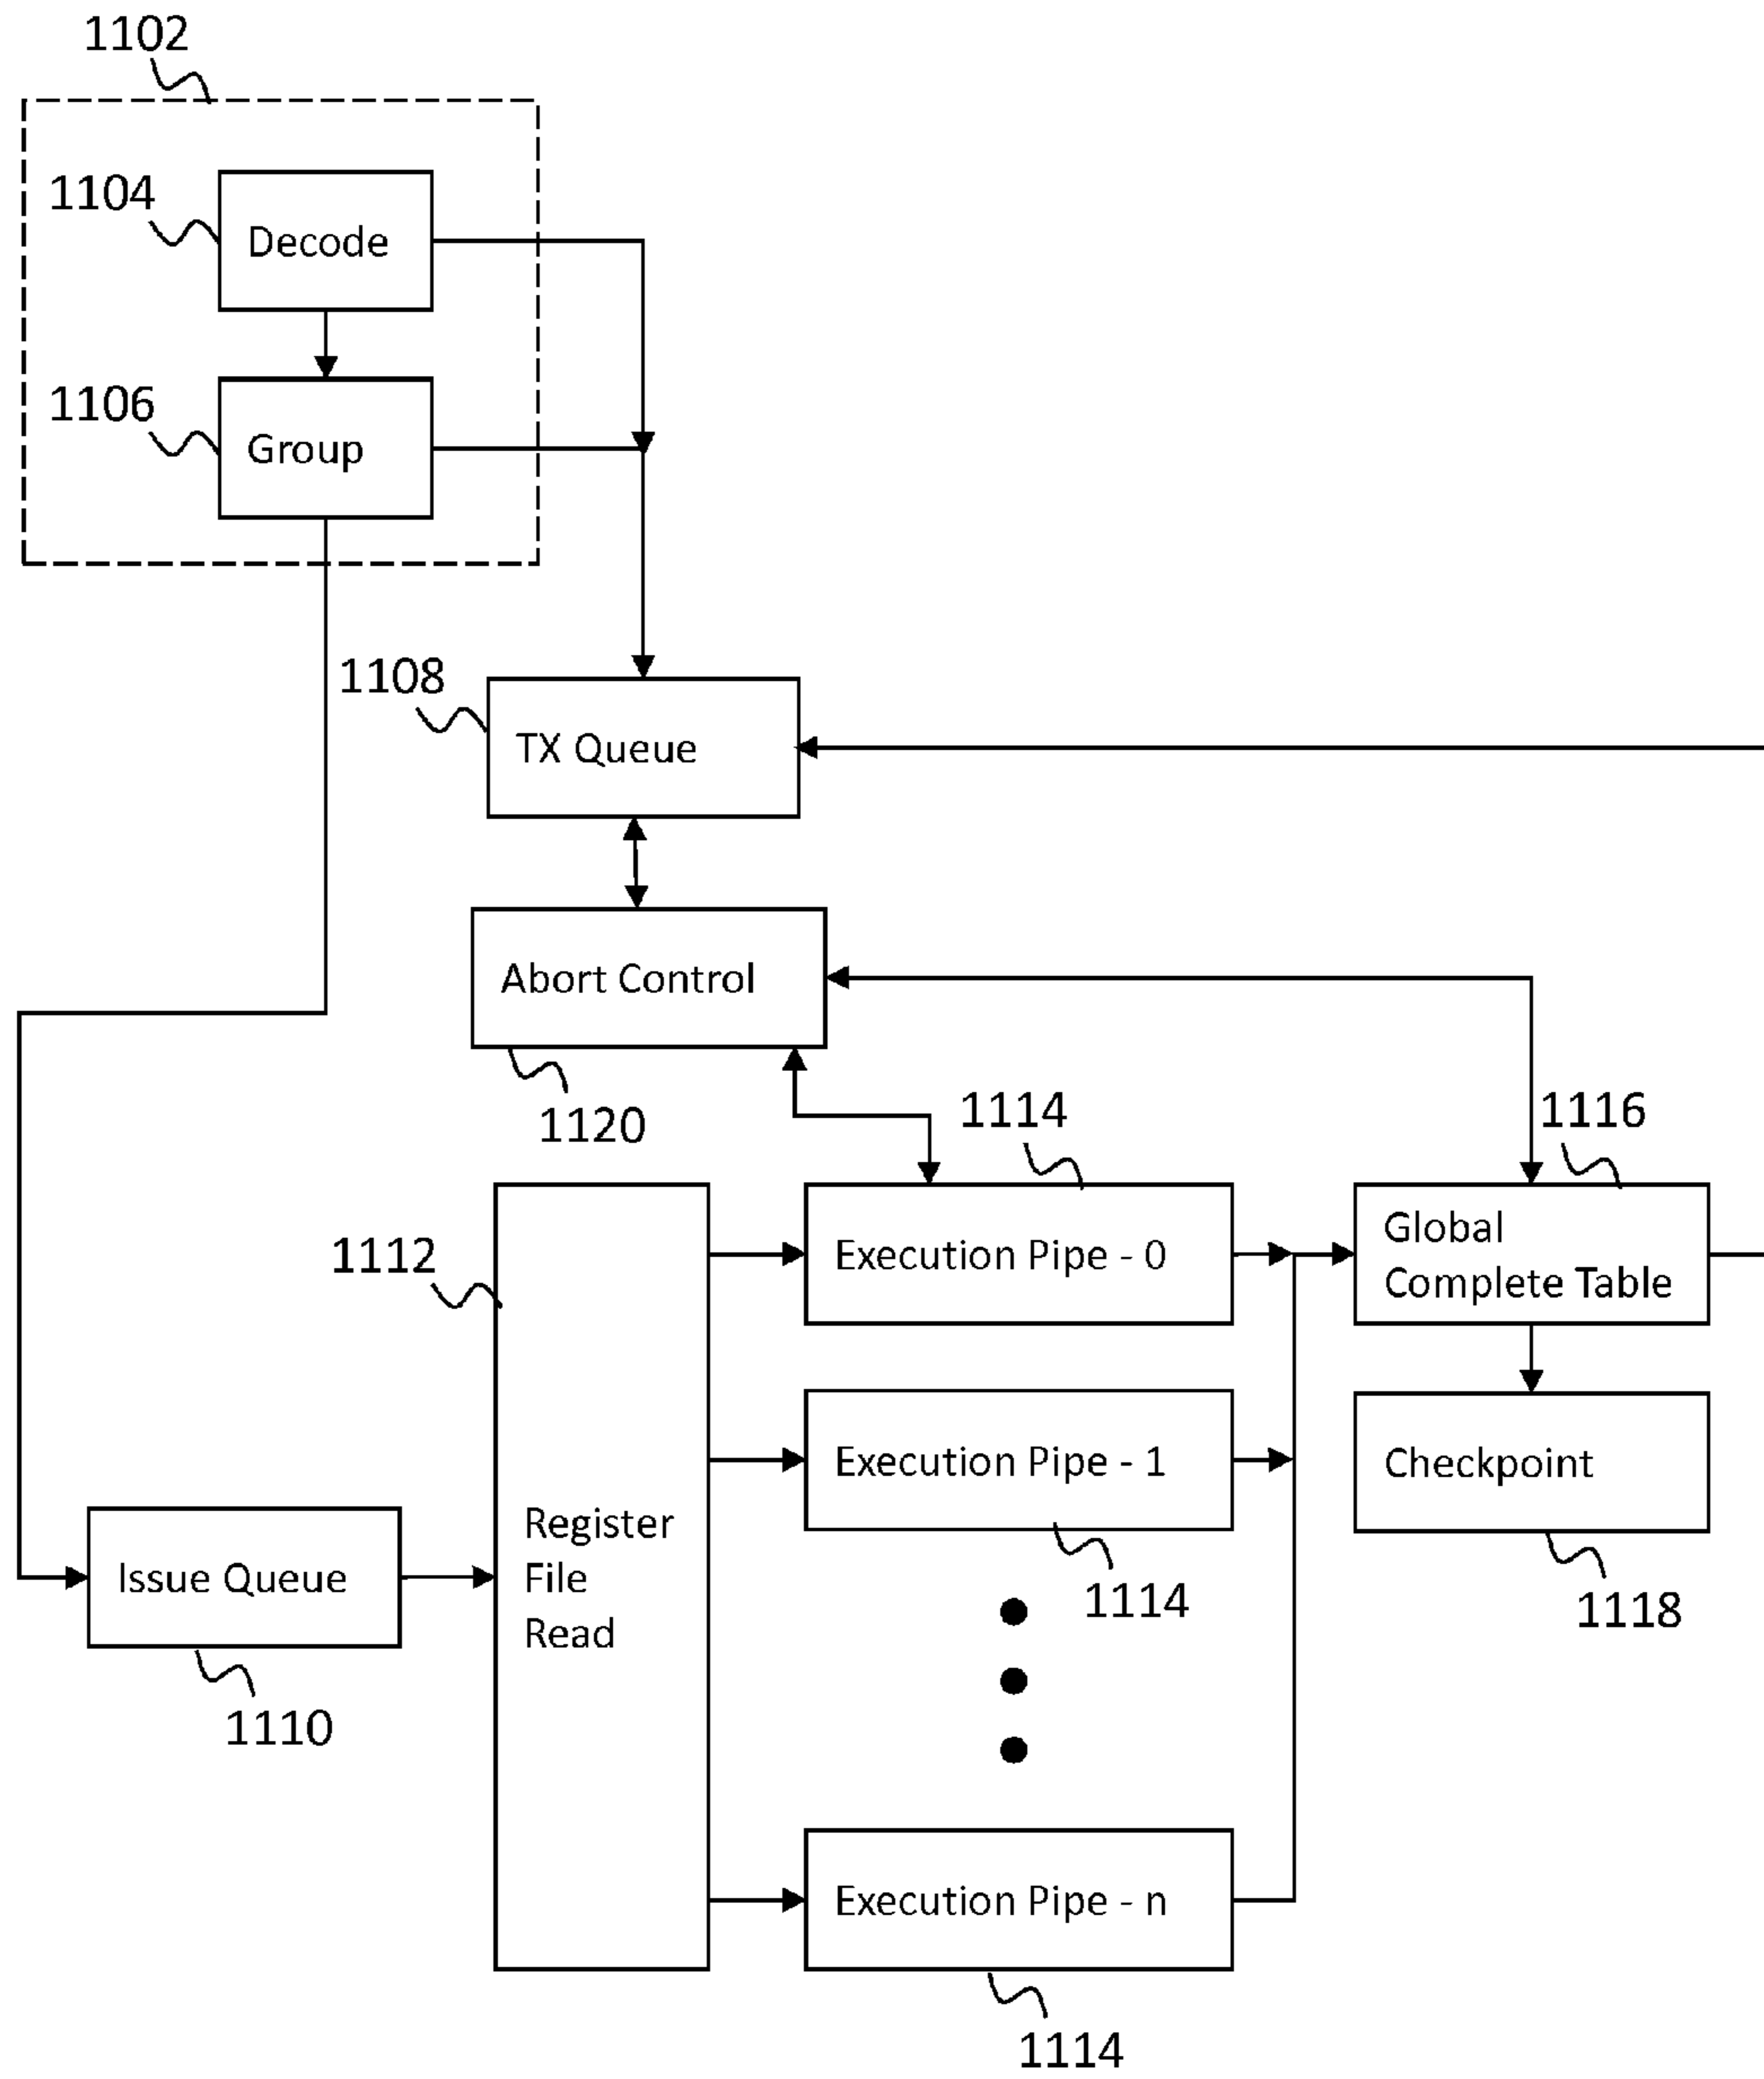 1102
1104
Decode
1106
Group
1108
TX Queue
Abort Control
1120
1114
1116
1112
Execution Pipe - 0
Global
Complete Table
Execution Pipe - 1
Checkpoint
Register
File
Read
Issue Queue
1114
1118
1110
Execution Pipe - n
1114